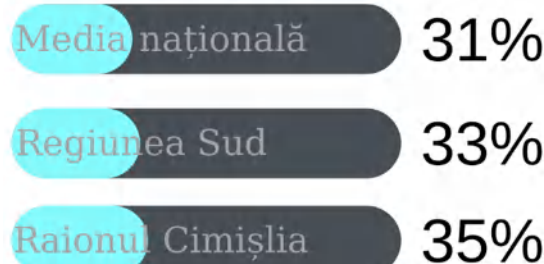 Media națională 31%
Regiunea Sud 33%
Raionul Cimișlia 35%